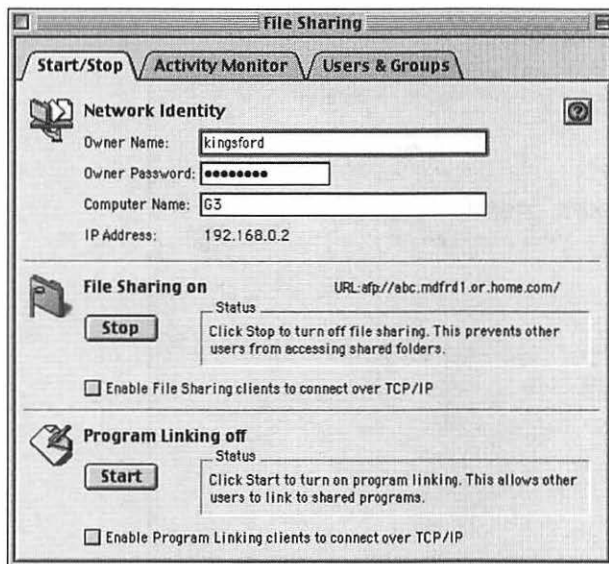 File Sharing
Start/Stop Activity Monitor Users & Groups
Network Identity
Owner Name: kingsford
Owner Password: ••••••••
Computer Name: G3
IP Address: 192.168.0.2
File Sharing on URL:afp://abc.mdfrd1.or.home.com/
Status
Stop
Click Stop to turn off file sharing. This prevents other
users from accessing shared folders.
Enable File Sharing clients to connect over TCP/IP
Program Linking off
Status
Start
Click Start to turn on program linking. This allows other
users to link to shared programs.
Enable Program Linking clients to connect over TCP/IP